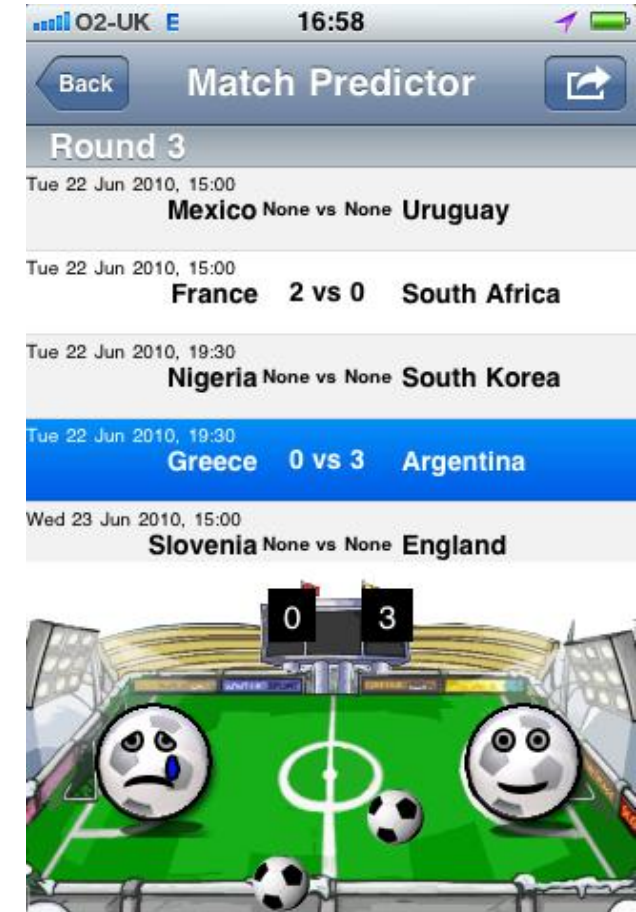 O2-UK E 16:58
Back Match Predictor
Round 3
Tue 22 Jun 2010, 15:00
Mexico None vs None Uruguay
Tue 22 Jun 2010, 15:00
France 2 vs 0 South Africa
Tue 22 Jun 2010, 19:30
Nigeria None vs None South Korea
Tue 22 Jun 2010, 19:30
Greece 0 vs 3 Argentina
Wed 23 Jun 2010, 15:00
Slovenia None vs None England
0 3